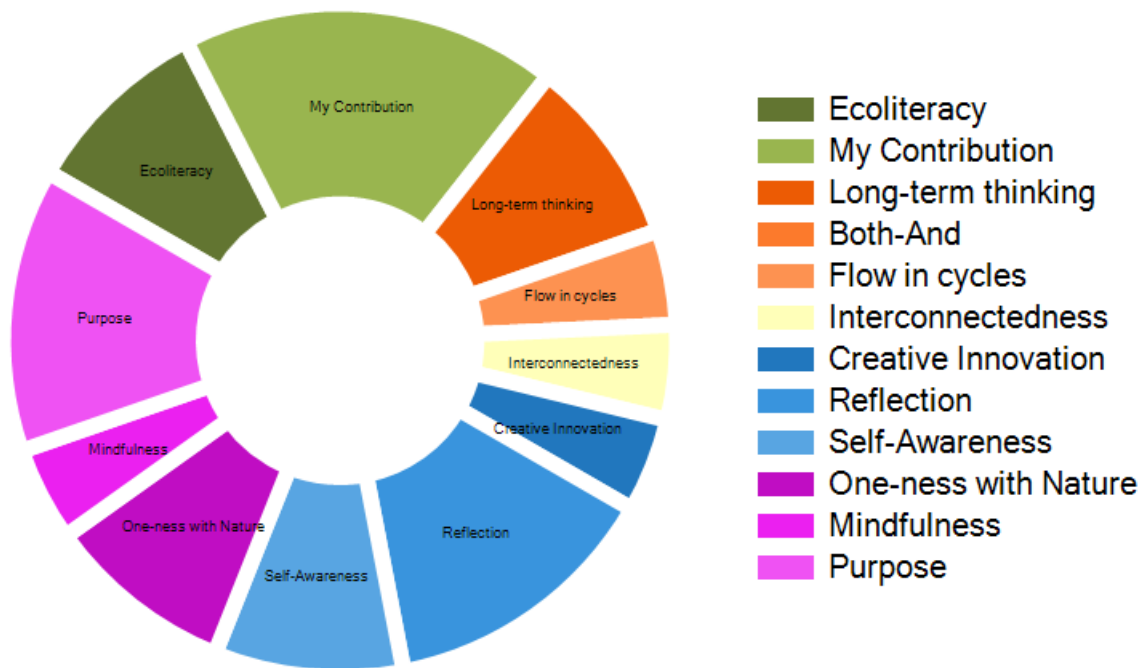 My Contribution
Ecoliteracy
Long-term thinking
Flow in cycles
Purpose
Interconnectedness
Creative Innovation
Mindfulness
One-ness with Nature
Reflection
Self-Awareness
Ecoliteracy
My Contribution
Long-term thinking
Both-And
Flow in cycles
Interconnectedness
Creative Innovation
Reflection
Self-Awareness
One-ness with Nature
Mindfulness
Purpose